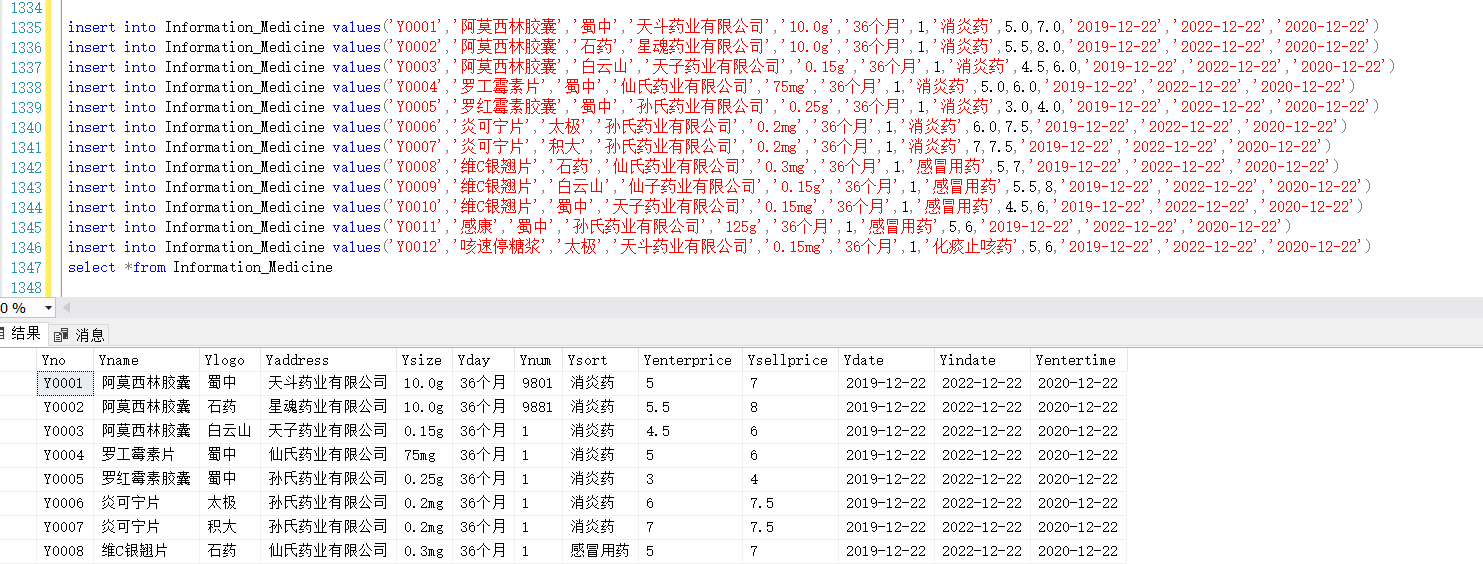 1334
1335 insert into Information_Medicine values('Y0001','阿莫西林胶囊','蜀中','天斗药业有限公司','10.0g','36个月',1,'消炎药',5.0,7.0,'2019-12-22','2022-12-22','2020-12-22')
1336 insert into Information_Medicine values('Y0002','阿莫西林胶囊','石药','星魂药业有限公司','10.0g','36个月',1,'消炎药',5.5,8.0,'2019-12-22','2022-12-22','2020-12-22')
1337 insert into Information_Medicine values('Y0003','阿莫西林胶囊','白云山','天子药业有限公司','0.15g','36个月',1,'消炎药',4.5,6.0,'2019-12-22','2022-12-22','2020-12-22')
1338 insert into Information_Medicine values('Y0004','罗工霉素片','蜀中','仙氏药业有限公司','75mg','36个月',1,'消炎药',5.0,6.0,'2019-12-22','2022-12-22','2020-12-22')
1339 insert into Information_Medicine values('Y0005','罗红霉素胶囊','蜀中','孙氏药业有限公司','0.25g','36个月',1,'消炎药',3.0,4.0,'2019-12-22','2022-12-22','2020-12-22')
1340 insert into Information_Medicine values('Y0006','炎可宁片','太极','孙氏药业有限公司','0.2mg','36个月',1,'消炎药',6.0,7.5,'2019-12-22','2022-12-22','2020-12-22')
1341 insert into Information_Medicine values('Y0007','炎可宁片','积大','孙氏药业有限公司','0.2mg','36个月',1,'消炎药',7,7.5,'2019-12-22','2022-12-22','2020-12-22')
1342 insert into Information_Medicine values('Y0008','维C银翘片','石药','仙氏药业有限公司','0.3mg','36个月',1,'感冒用药',5,7,'2019-12-22','2022-12-22','2020-12-22')
1343 insert into Information_Medicine values('Y0009','维C银翘片','白云山','仙子药业有限公司','0.15g','36个月',1,'感冒用药',5.5,8,'2019-12-22','2022-12-22','2020-12-22')
1344 insert into Information_Medicine values('Y0010','维C银翘片','蜀中','天子药业有限公司','0.15mg','36个月',1,'感冒用药',4.5,6,'2019-12-22','2022-12-22','2020-12-22')
1345 insert into Information_Medicine values('Y0011','感康','蜀中','孙氏药业有限公司','125g','36个月',1,'感冒用药',5,6,'2019-12-22','2022-12-22','2020-12-22')
1346 insert into Information_Medicine values('Y0012','咳速停糖浆','太极','天斗药业有限公司','0.15mg','36个月',1,'化痰止咳药',5,6,'2019-12-22','2022-12-22','2020-12-22')
1347 select *from Information_Medicine
1348
0 %
结果 消息
Yno Yname Ylogo Yaddress Ysize Yday Ynum Ysort Yenterprice Ysellprice Ydate Yindate Yentertime
Y0001 阿莫西林胶囊 蜀中 天斗药业有限公司 10.0g 36个月 9801 消炎药 5 7 2019-12-22 2022-12-22 2020-12-22
Y0002 阿莫西林胶囊 石药 星魂药业有限公司 10.0g 36个月 9881 消炎药 5.5 8 2019-12-22 2022-12-22 2020-12-22
Y0003 阿莫西林胶囊 白云山 天子药业有限公司 0.15g 36个月 1 消炎药 4.5 6 2019-12-22 2022-12-22 2020-12-22
Y0004 罗工霉素片 蜀中 仙氏药业有限公司 75mg 36个月 1 消炎药 5 6 2019-12-22 2022-12-22 2020-12-22
Y0005 罗红霉素胶囊 蜀中 孙氏药业有限公司 0.25g 36个月 1 消炎药 3 4 2019-12-22 2022-12-22 2020-12-22
Y0006 炎可宁片 太极 孙氏药业有限公司 0.2mg 36个月 1 消炎药 6 7.5 2019-12-22 2022-12-22 2020-12-22
Y0007 炎可宁片 积大 孙氏药业有限公司 0.2mg 36个月 1 消炎药 7 7.5 2019-12-22 2022-12-22 2020-12-22
Y0008 维C银翘片 石药 仙氏药业有限公司 0.3mg 36个月 1 感冒用药 5 7 2019-12-22 2022-12-22 2020-12-22